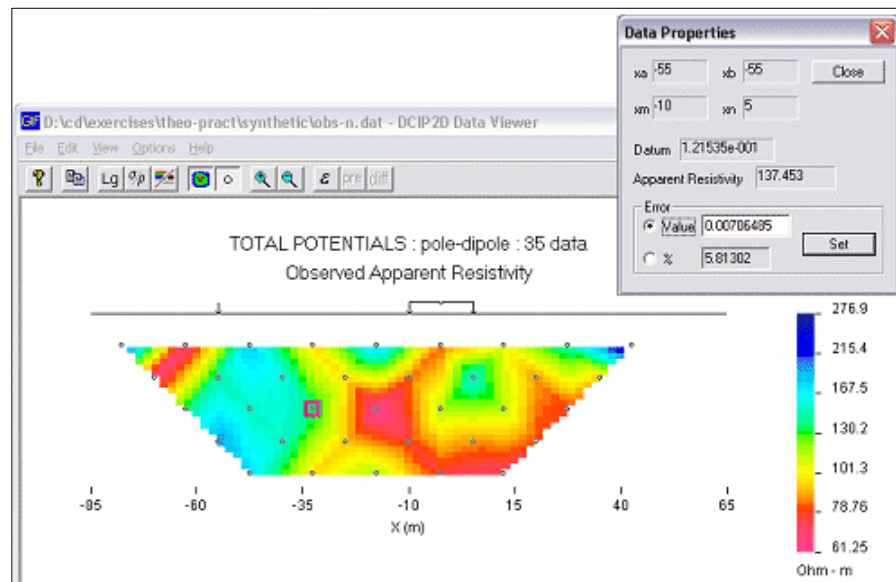 Data Properties
xa -55 xb -55 Close
xm -10 xn 5
Datum 1.21535e-001
Apparent Resistivity 137.453
Error
Value 0.00706485
% 5.81302
Set
GIF D:\cd\exercises\theo-pract\synthetic\obs-n.dat - DCIP2D Data Viewer
File Edit View Options Help
? Lg σρ ε pre diff
TOTAL POTENTIALS : pole-dipole : 35 data
Observed Apparent Resistivity
276.9
215.4
167.5
130.2
101.3
78.76
61.25
Ohm - m
-85 -60 -35 -10 15 40 65
X (m)